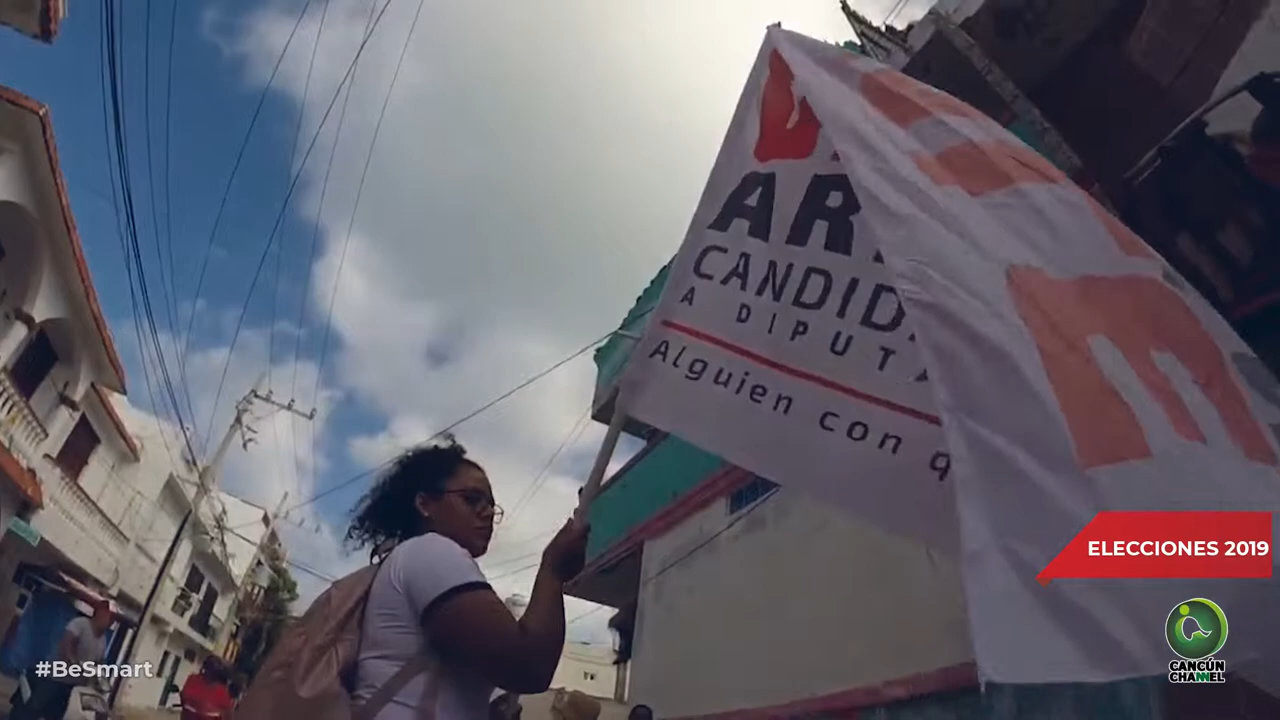 AR
CANDID
A DIPUT
Alguien con q
ELECCIONES 2019
#BeSmart
CANCÚN
CHANNEL